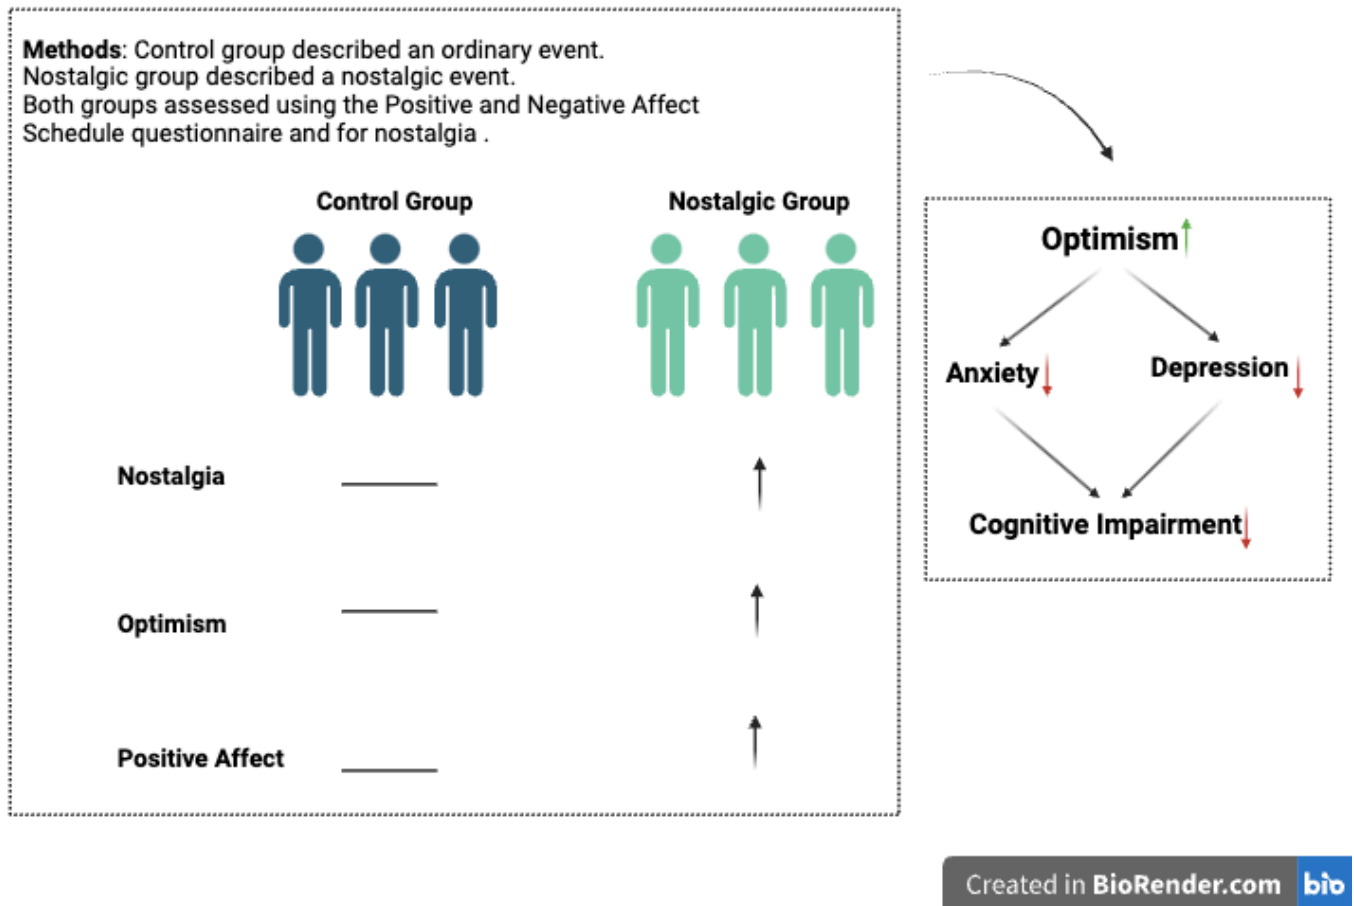 Methods: Control group described an ordinary event.
Nostalgic group described a nostalgic event.
Both groups assessed using the Positive and Negative Affect
Schedule questionnaire and for nostalgia .
Control Group
Nostalgic Group
Nostalgia
Optimism
Positive Affect
Optimism
Anxiety
Depression
Cognitive Impairment
Created in BioRender.com bio